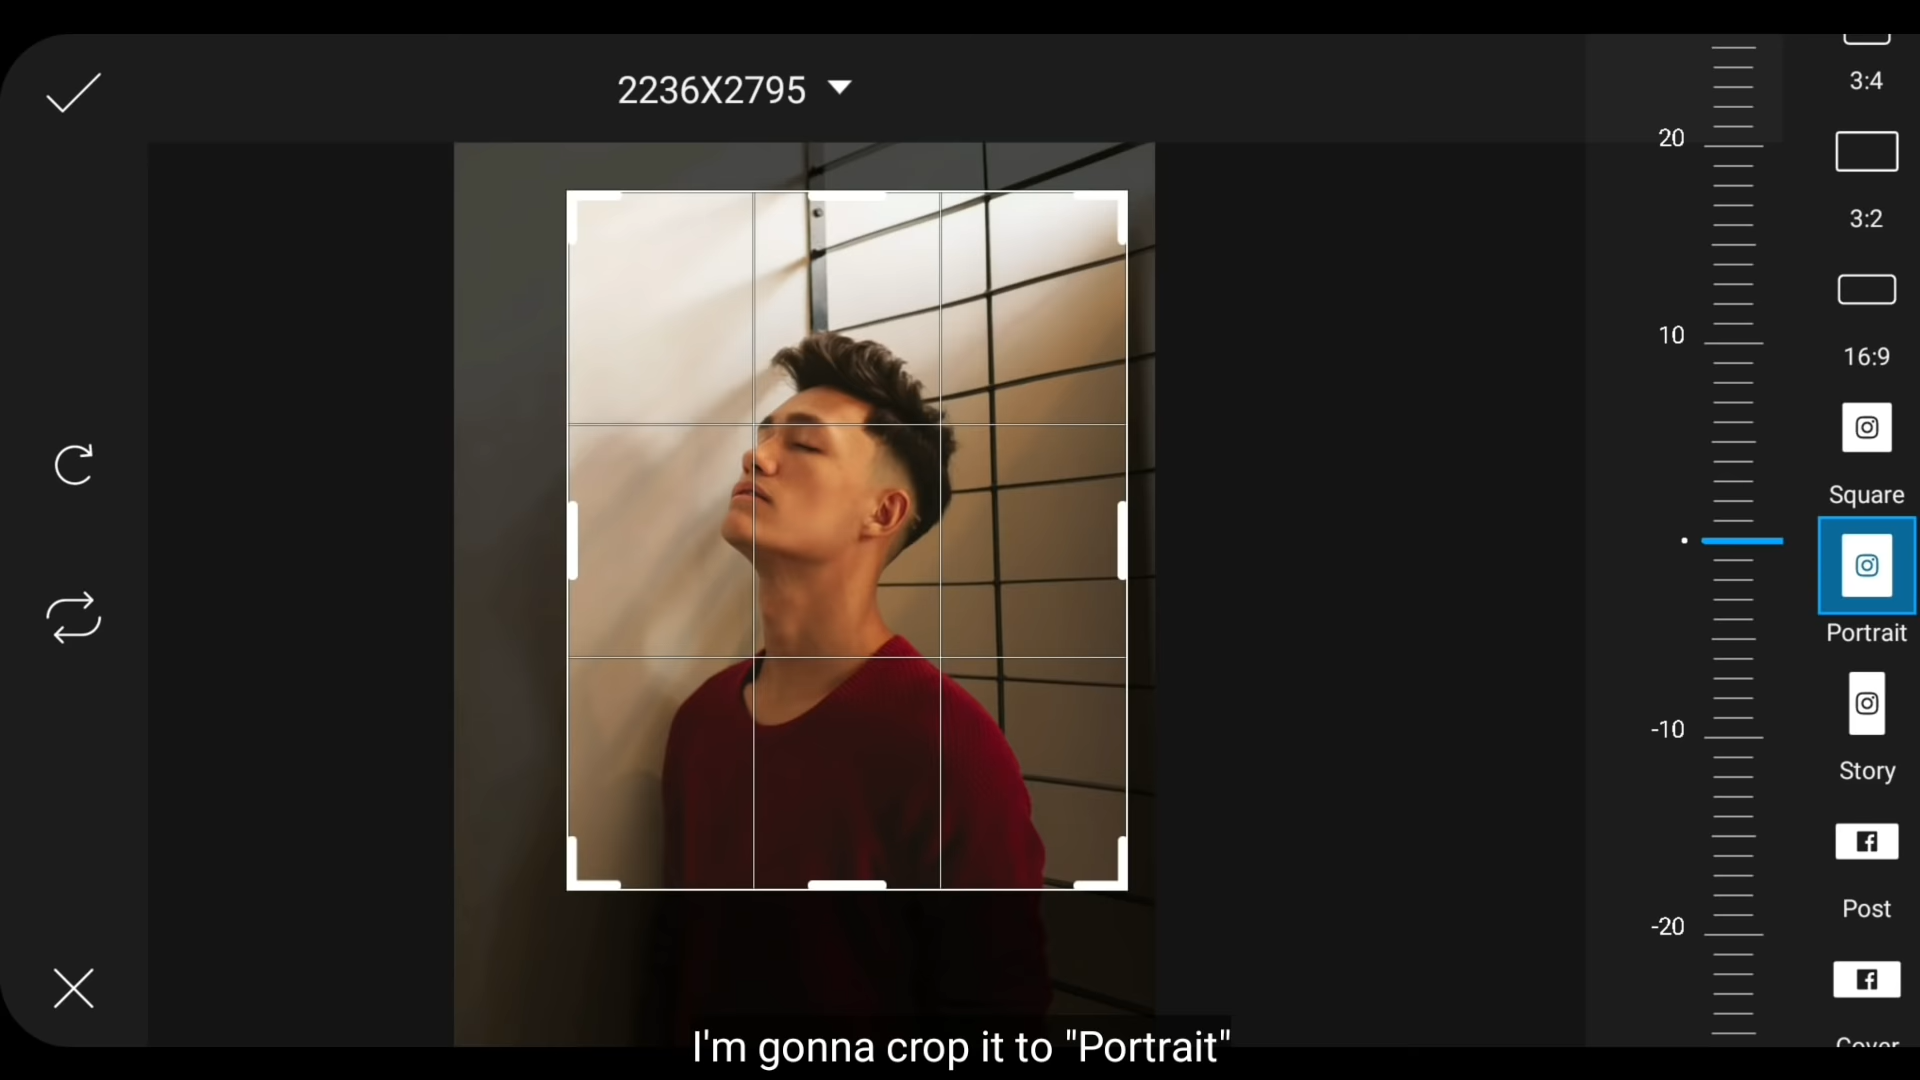 2236X2795
3:4
20
3:2
10
16:9
Square
Portrait
-10
Story
Post
-20
Cover
I'm gonna crop it to "Portrait"